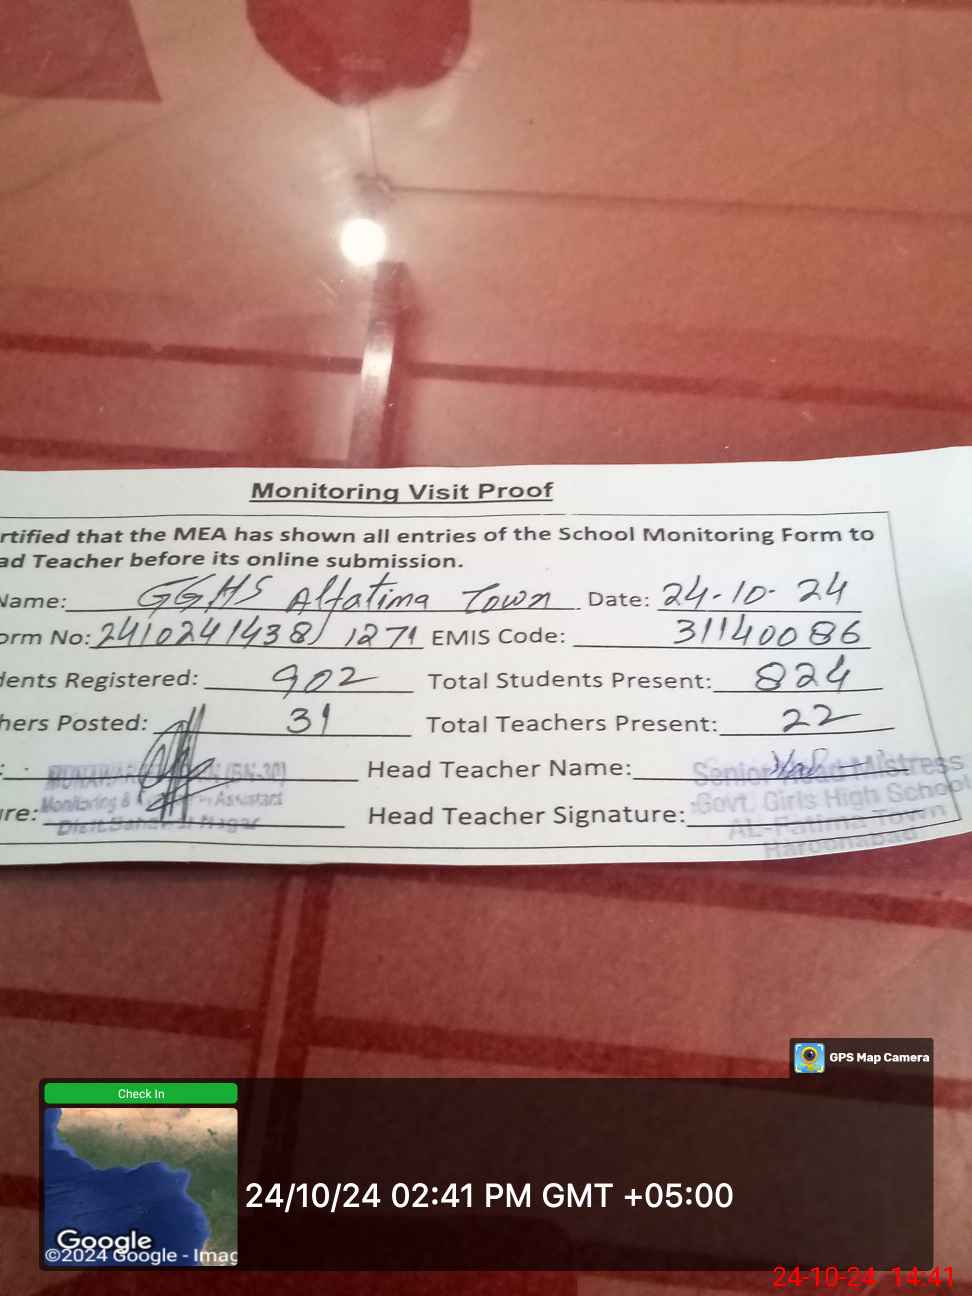 Monitoring Visit Proof
rtified that the MEA has shown all entries of the School Monitoring Form to
ad Teacher before its online submission.
Name: GGHS Alfatima Town Date: 24-10-24
orm No: 2410241438/1271 EMIS Code: 31140086
dents Registered: 902 Total Students Present: 824
hers Posted: 31 Total Teachers Present: 22
: Head Teacher Name:
Senior Head Mistress
ure: Head Teacher Signature:
Monitoring & Assistant
Govt. Girls High School
AL-Fatima Town
Haroonabad
GPS Map Camera
Check In
24/10/24 02:41 PM GMT +05:00
Google
©2024 Google - Imag
24-10-24 14:41